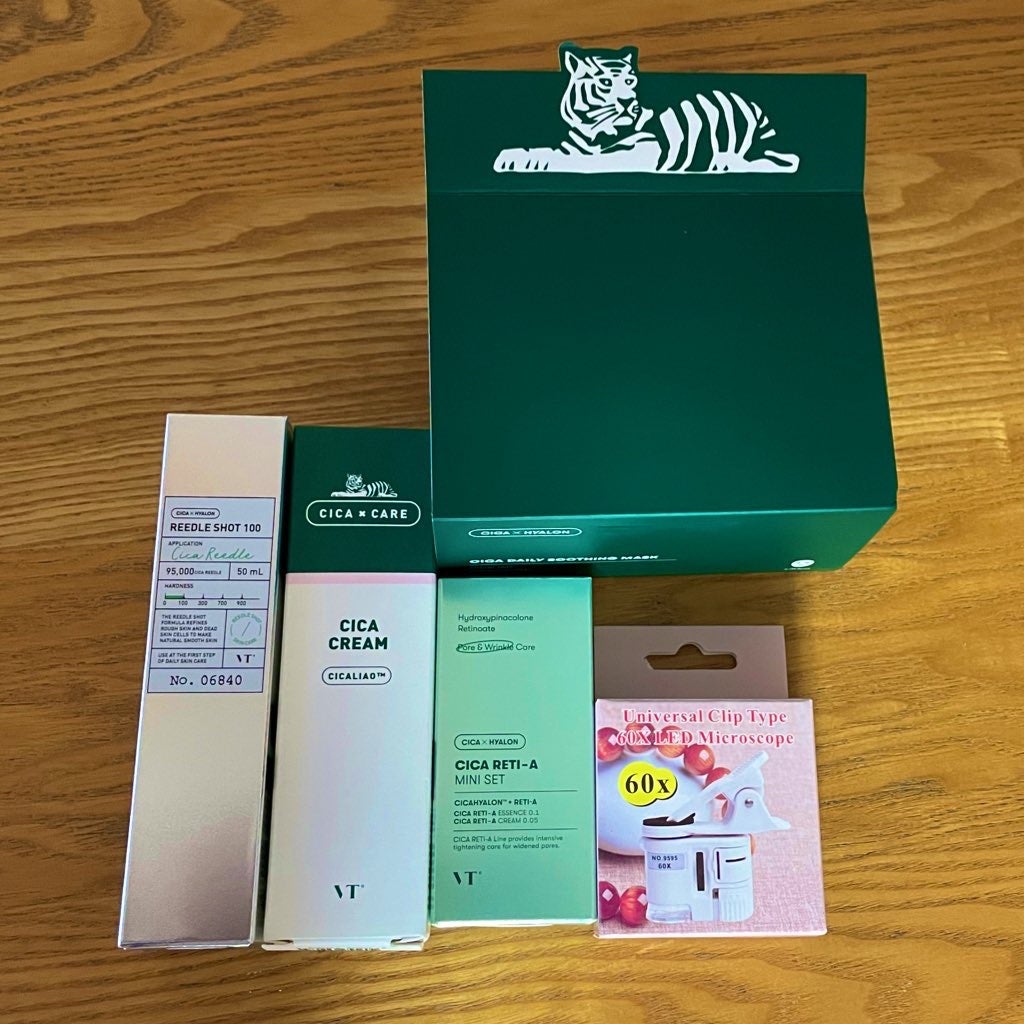 CICA × HYALON
CICA DAILY SOOTHING MASK
CICA × HYALON
REEDLE SHOT 100
APPLICATION
Cica Reedle
95,000 CICA REEDLE
50 mL
HARDNESS
0 100 300 700 900
THE REEDLE SHOT
FORMULA REFINES
ROUGH SKIN AND DEAD
SKIN CELLS TO MAKE
NATURAL SMOOTH SKIN
REEDLE SHOT
SKIN CARE
USE AT THE FIRST STEP
OF DAILY SKIN CARE
VT®
No. 06840
CICA × CARE
CICA
CREAM
CICALIAO™
VT®
Hydroxypinacolone
Retinoate
Pore & Wrinkle Care
CICA × HYALON
CICA RETI-A
MINI SET
CICAHYALON™ + RETI-A
CICA RETI-A ESSENCE 0.1
CICA RETI-A CREAM 0.05
CICA RETI-A Line provides intensive
tightening care for widened pores.
VT®
Universal Clip Type
60X LED Microscope
60x
NO.9595
60X